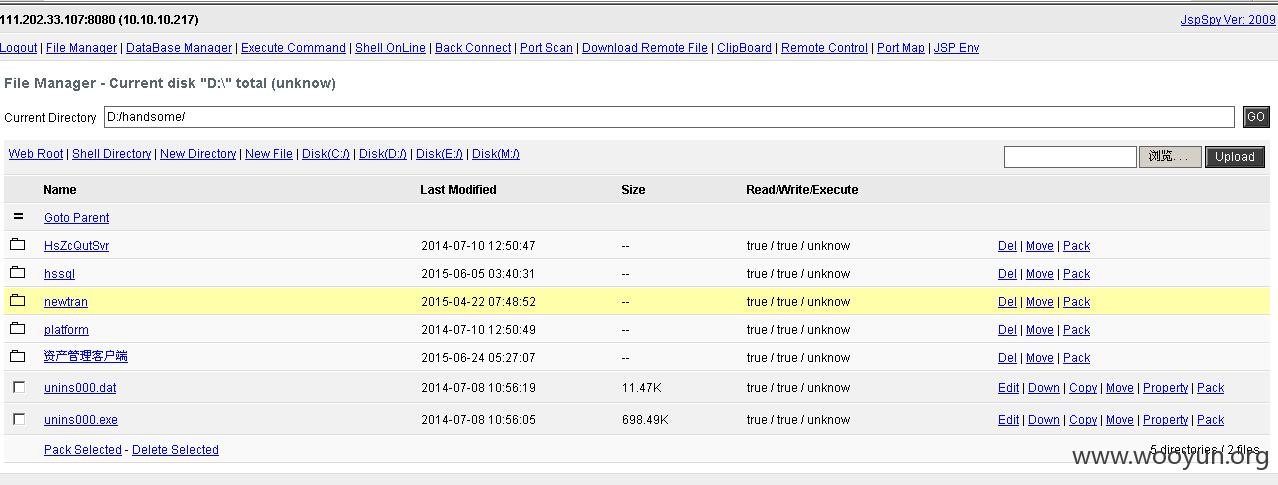 111.202.33.107:8080 (10.10.10.217) JspSpy Ver: 2009
Logout | File Manager | DataBase Manager | Execute Command | Shell OnLine | Back Connect | Port Scan | Download Remote File | ClipBoard | Remote Control | Port Map | JSP Env
File Manager - Current disk "D:\" total (unknow)
Current Directory D:/handsome/ GO
Web Root | Shell Directory | New Directory | New File | Disk(C:/) | Disk(D:/) | Disk(E:/) | Disk(M:/) 浏览... Upload
Name Last Modified Size Read/Write/Execute
= Goto Parent
HsZcQutSvr 2014-07-10 12:50:47 -- true / true / unknow Del | Move | Pack
hssql 2015-06-05 03:40:31 -- true / true / unknow Del | Move | Pack
newtran 2015-04-22 07:48:52 -- true / true / unknow Del | Move | Pack
platform 2014-07-10 12:50:49 -- true / true / unknow Del | Move | Pack
资产管理客户端 2015-06-24 05:27:07 -- true / true / unknow Del | Move | Pack
unins000.dat 2014-07-08 10:56:19 11.47K true / true / unknow Edit | Down | Copy | Move | Property | Pack
unins000.exe 2014-07-08 10:56:05 698.49K true / true / unknow Edit | Down | Copy | Move | Property | Pack
Pack Selected - Delete Selected 5 directories / 2 files
www.wooyun.org